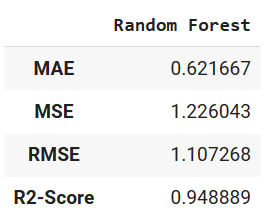 Random Forest
MAE 0.621667
MSE 1.226043
RMSE 1.107268
R2-Score 0.948889